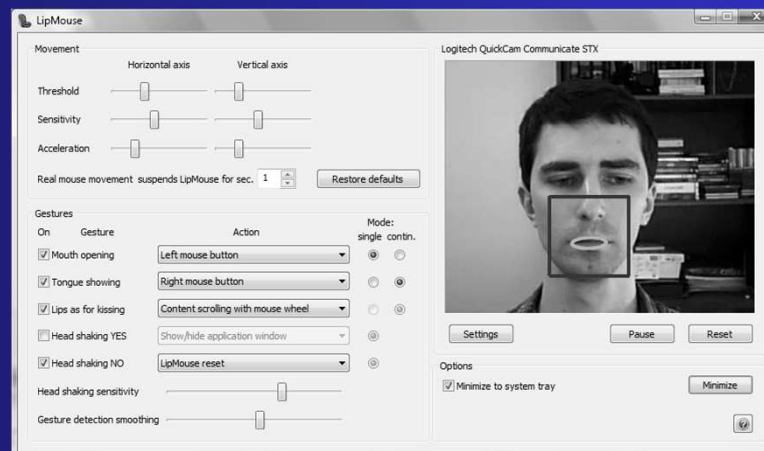 LipMouse
Movement
Horizontal axis Vertical axis
Threshold
Sensitivity
Acceleration
Real mouse movement suspends LipMouse for sec. 1 Restore defaults
Gestures
On Gesture Action Mode:
single contin.
Mouth opening Left mouse button
Tongue showing Right mouse button
Lips as for kissing Content scrolling with mouse wheel
Head shaking YES Show/hide application window
Head shaking NO LipMouse reset
Head shaking sensitivity
Gesture detection smoothing
Logitech QuickCam Communicate STX
Settings Pause Reset
Options
Minimize to system tray Minimize